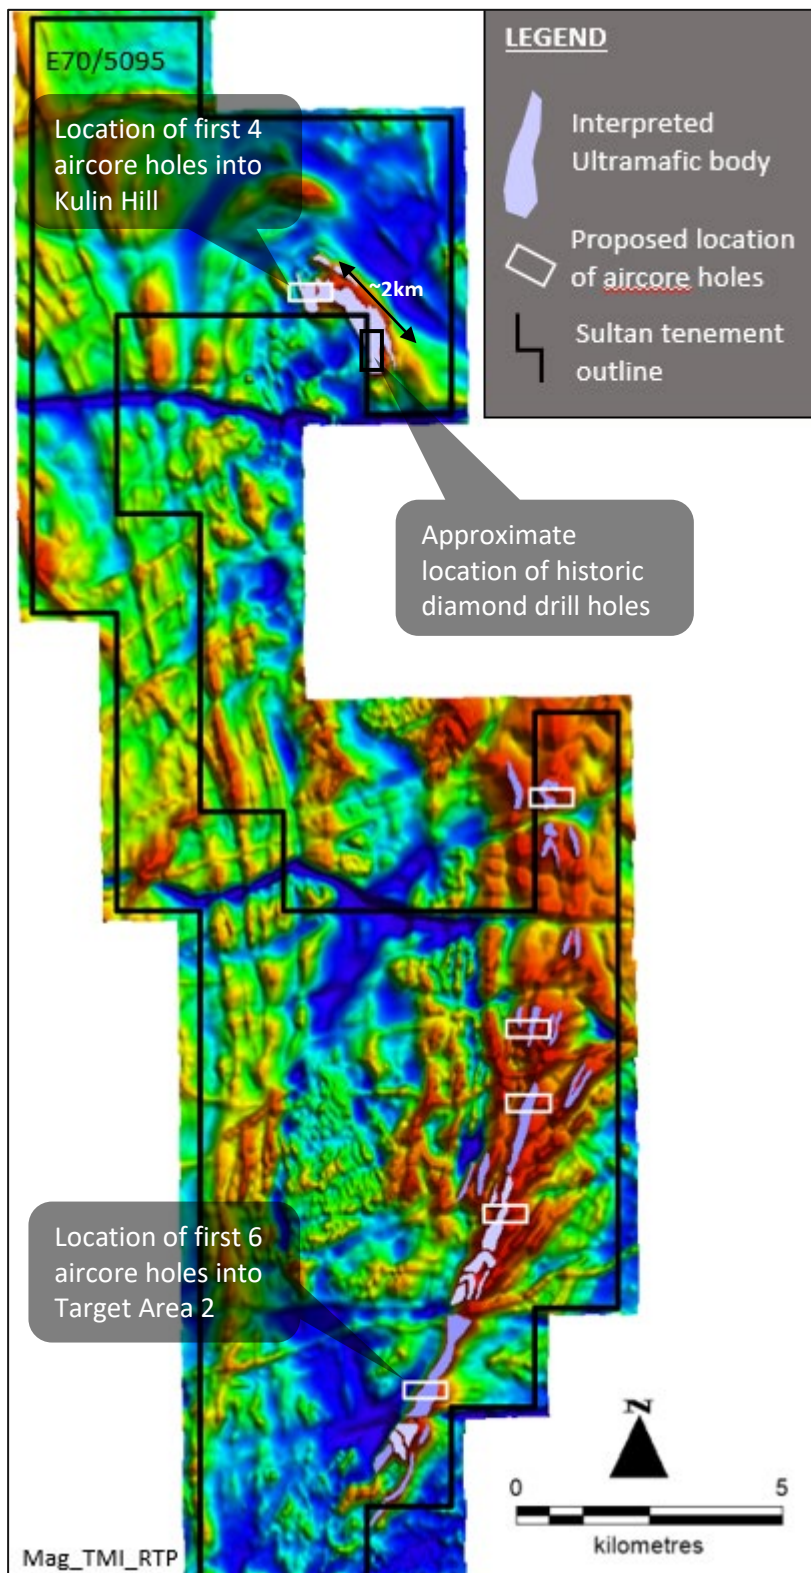 E70/5095
Location of first 4
aircore holes into
Kulin Hill
~2km
LEGEND
Interpreted
Ultramafic body
Proposed location
of aircore holes
Sultan tenement
outline
Approximate
location of historic
diamond drill holes
Location of first 6
aircore holes into
Target Area 2
N
0 5
kilometres
Mag_TMI_RTP